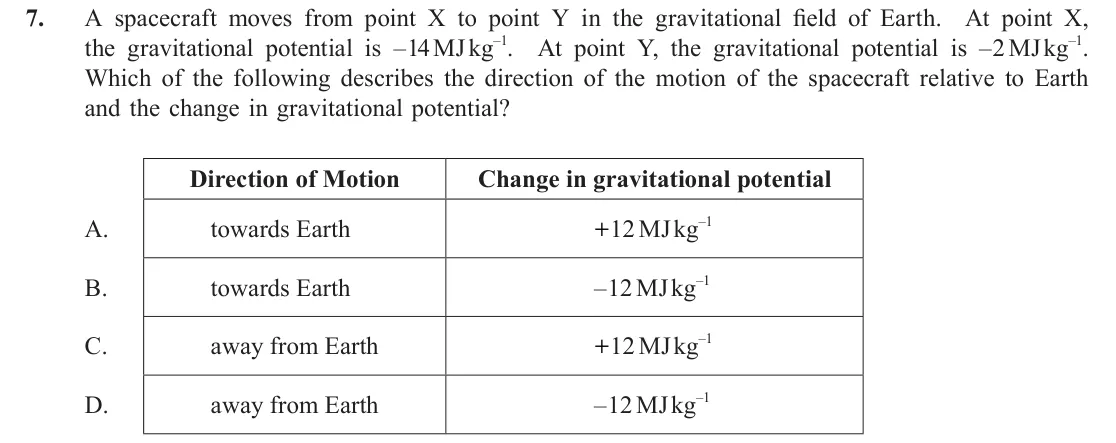 7. A spacecraft moves from point X to point Y in the gravitational field of Earth. At point X,
the gravitational potential is –14 MJ kg⁻¹. At point Y, the gravitational potential is –2 MJ kg⁻¹.
Which of the following describes the direction of the motion of the spacecraft relative to Earth
and the change in gravitational potential?
Direction of Motion Change in gravitational potential
A. towards Earth +12 MJ kg⁻¹
B. towards Earth –12 MJ kg⁻¹
C. away from Earth +12 MJ kg⁻¹
D. away from Earth –12 MJ kg⁻¹